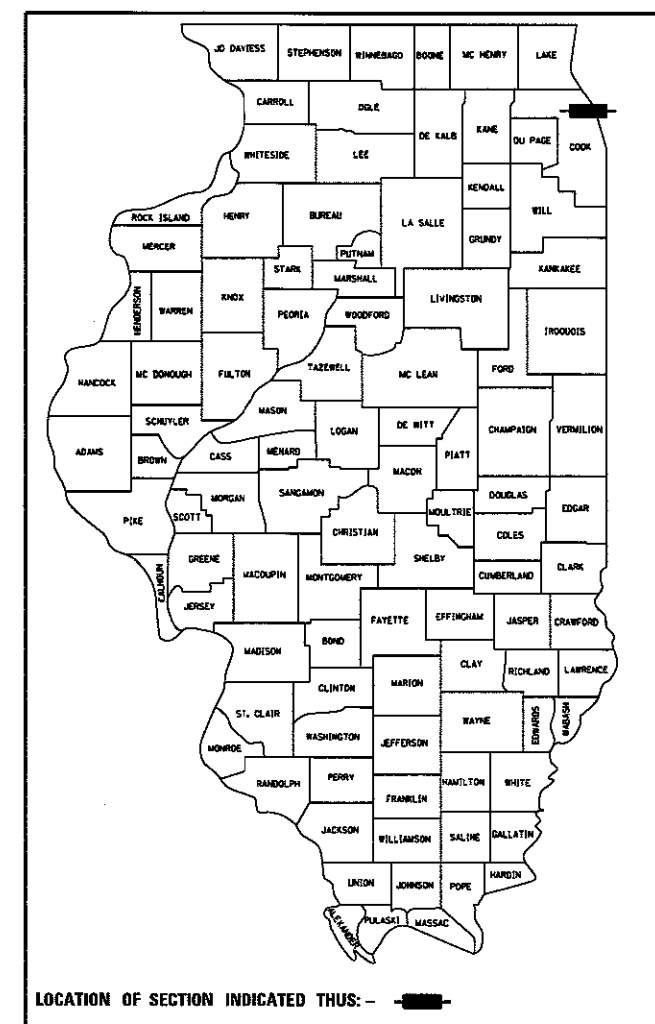 JO DAVIESS STEPHENSON WINNEBAGO BOONE MC HENRY LAKE
CARROLL OGLE DE KALB KANE DU PAGE COOK
WHITESIDE LEE
KENDALL WILL
ROCK ISLAND HENRY BUREAU LA SALLE
MERCER PUTNAM GRUNDY
STARK MARSHALL KANKAKEE
HENDERSON WARREN KNOX PEORIA WOODFORD LIVINGSTON IROQUOIS
HANCOCK MC DONOUGH FULTON TAZEWELL MC LEAN FORD
MASON
SCHUYLER LOGAN DE WITT CHAMPAIGN VERMILION
ADAMS BROWN CASS MENARD PIATT
MACON
MORGAN SANGAMON DOUGLAS
PIKE SCOTT CHRISTIAN MOULTRIE EDGAR
COLES
GREENE MACOUPIN MONTGOMERY SHELBY CLARK
CALHOUN JERSEY CUMBERLAND
FAYETTE EFFINGHAM JASPER CRAWFORD
MADISON BOND
CLAY RICHLAND LAWRENCE
CLINTON MARION
ST. CLAIR WAYNE EDWARDS WABASH
WASHINGTON JEFFERSON
MONROE
RANDOLPH PERRY HAMILTON WHITE
FRANKLIN
JACKSON WILLIAMSON SALINE GALLATIN
UNION JOHNSON POPE HARDIN
ALEXANDER PULASKI MASSAC
LOCATION OF SECTION INDICATED THUS: –